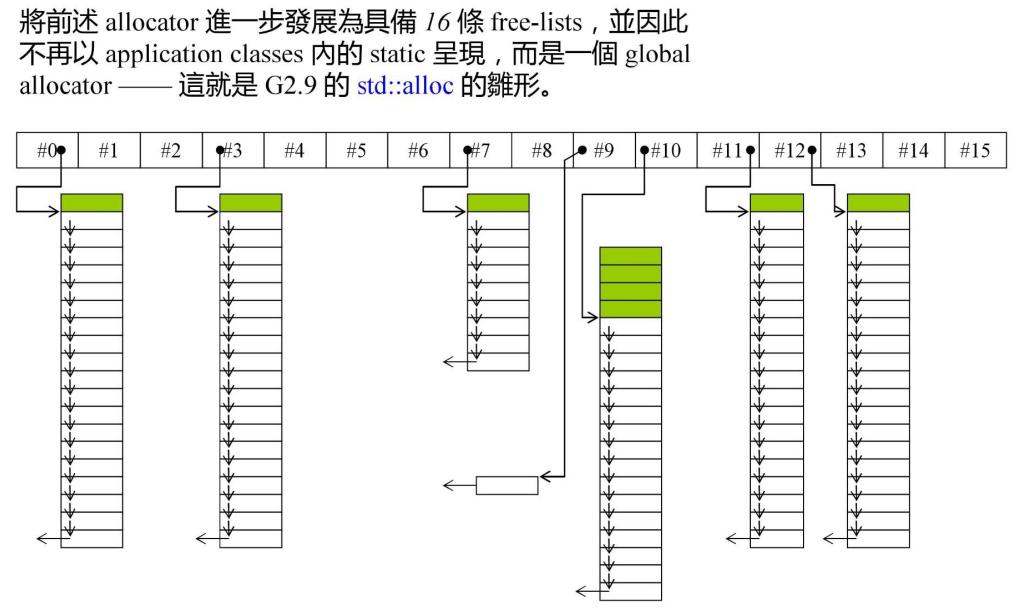 將前述 allocator 進一步發展為具備 16 條 free-lists，並因此
不再以 application classes 內的 static 呈現，而是一個 global
allocator —— 這就是 G2.9 的 std::alloc 的雛形。
#0 #1 #2 #3 #4 #5 #6 #7 #8 #9 #10 #11 #12 #13 #14 #15